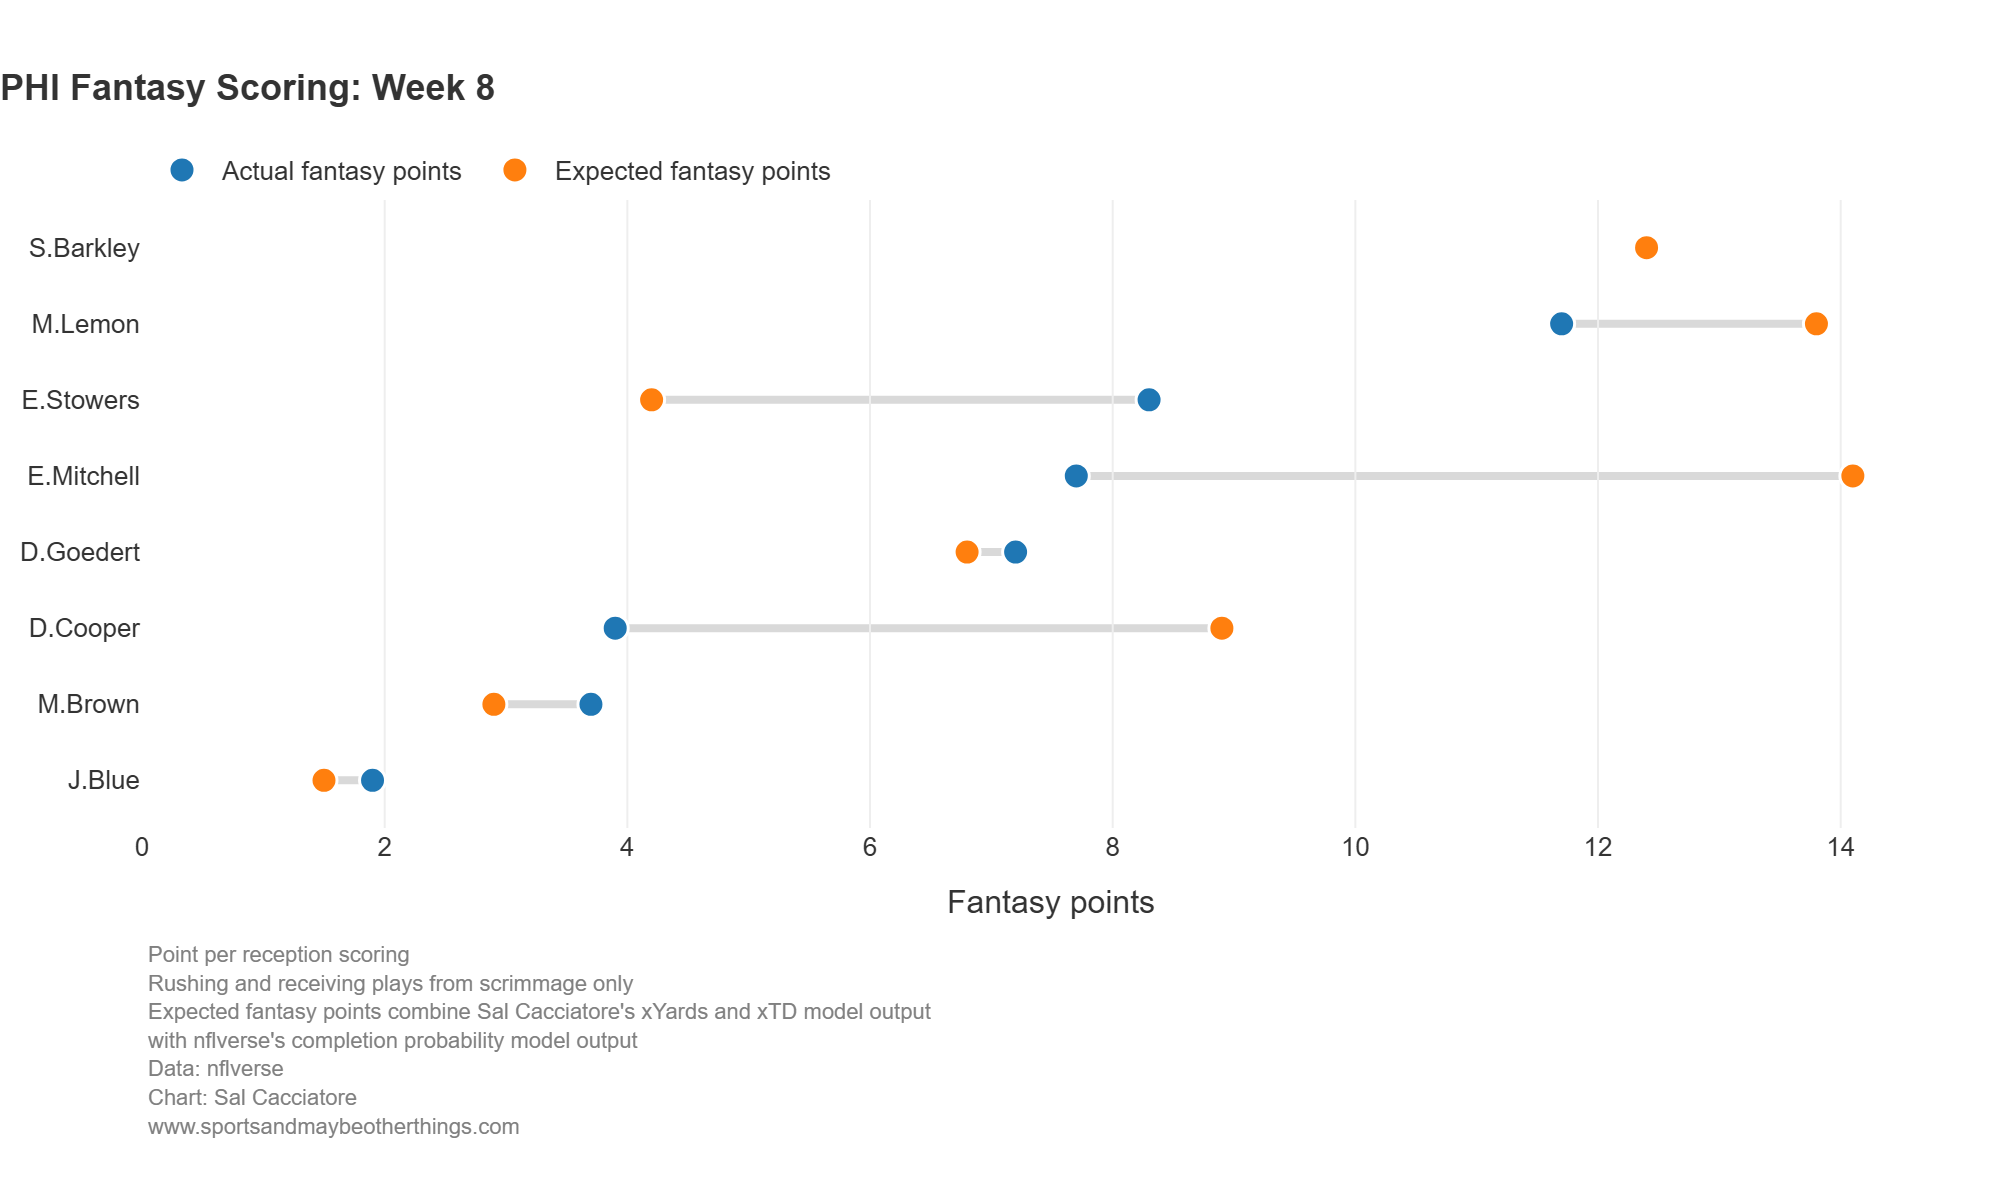 PHI Fantasy Scoring: Week 8
Actual fantasy points
Expected fantasy points
S.Barkley
M.Lemon
E.Stowers
E.Mitchell
D.Goedert
D.Cooper
M.Brown
J.Blue
0 2 4 6 8 10 12 14
Fantasy points
Point per reception scoring
Rushing and receiving plays from scrimmage only
Expected fantasy points combine Sal Cacciatore's xYards and xTD model output
with nflverse's completion probability model output
Data: nflverse
Chart: Sal Cacciatore
www.sportsandmaybeotherthings.com